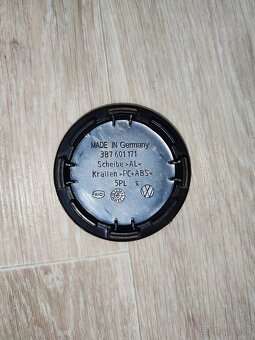 MADE IN Germany
3B7 601 171
Scheibe >AL<
Krallen >PC+ABS<
5PL